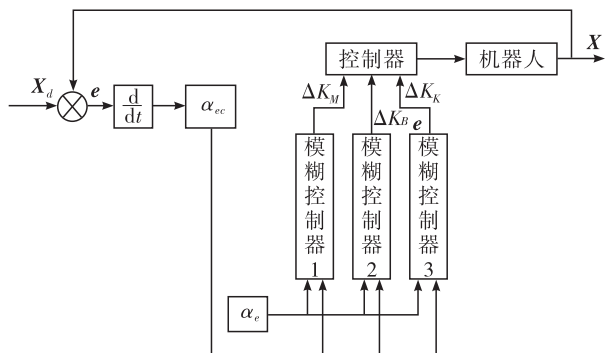 控制器
机器人
X
X_d
e
d/dt
α_ec
ΔK_M
ΔK_B
ΔK_K
e
模糊控制器1
模糊控制器2
模糊控制器3
α_e